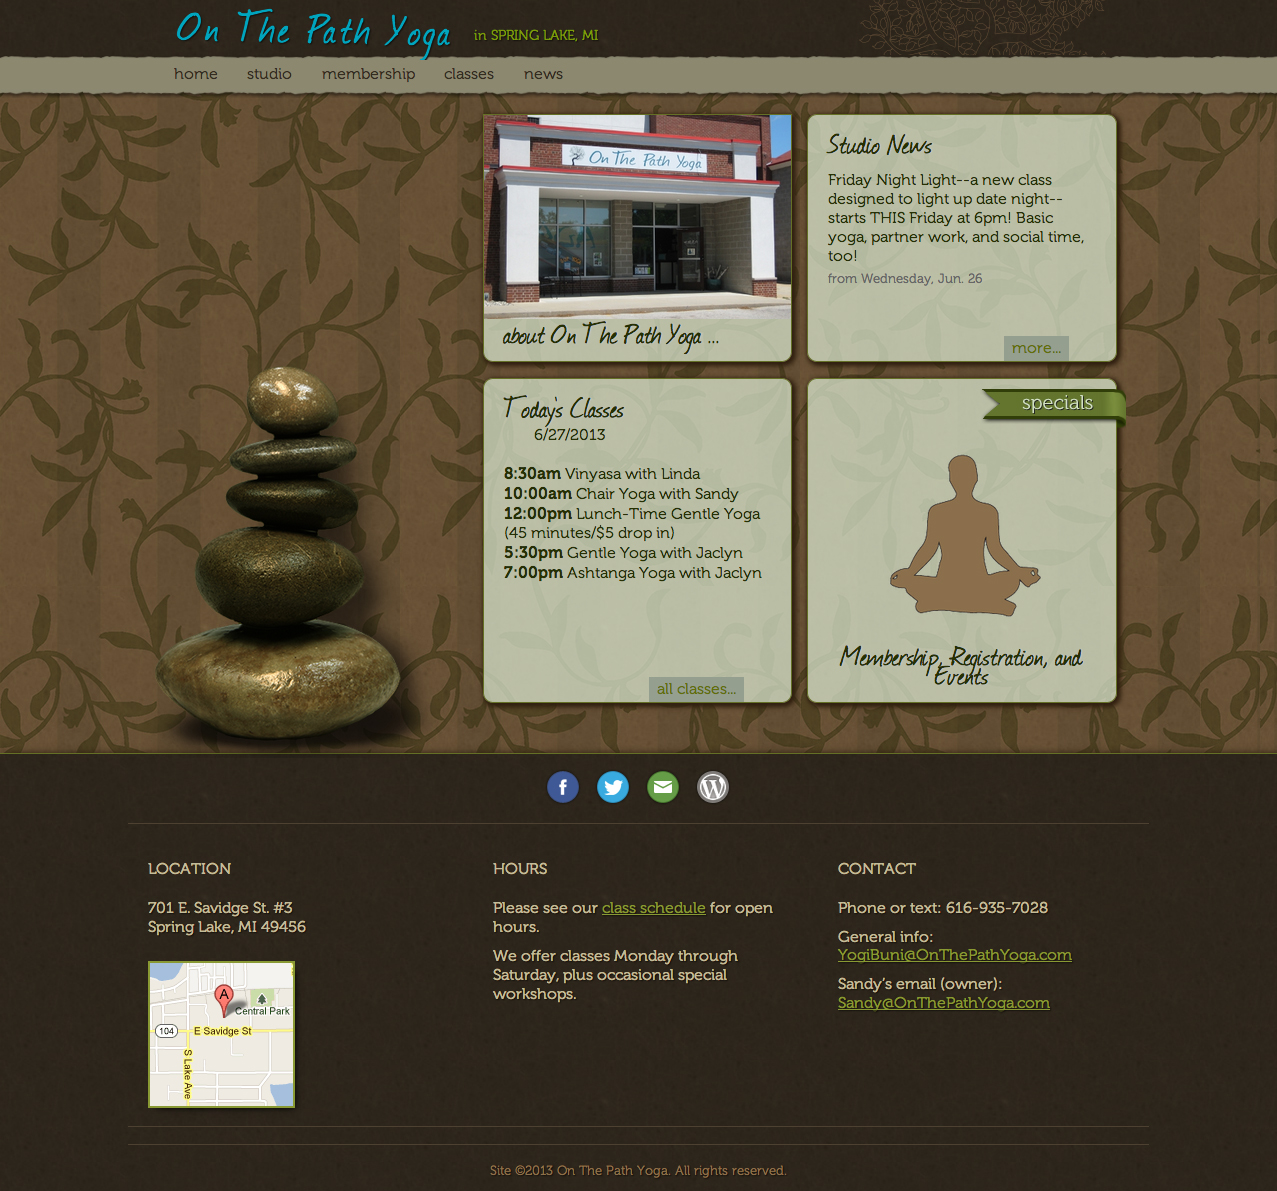 On The Path Yoga in SPRING LAKE, MI
home studio membership classes news
On The Path Yoga
about On The Path Yoga ...
Studio News
Friday Night Light--a new class
designed to light up date night--
starts THIS Friday at 6pm! Basic
yoga, partner work, and social time,
too!
from Wednesday, Jun. 26
more...
Today's Classes
6/27/2013
8:30am Vinyasa with Linda
10:00am Chair Yoga with Sandy
12:00pm Lunch-Time Gentle Yoga
(45 minutes/$5 drop in)
5:30pm Gentle Yoga with Jaclyn
7:00pm Ashtanga Yoga with Jaclyn
all classes...
specials
Membership, Registration, and
Events
LOCATION
701 E. Savidge St. #3
Spring Lake, MI 49456
A
Central Park
104
E Savidge St
S Lake Ave
HOURS
Please see our class schedule for open
hours.
We offer classes Monday through
Saturday, plus occasional special
workshops.
CONTACT
Phone or text: 616-935-7028
General info:
YogiBuni@OnThePathYoga.com
Sandy's email (owner):
Sandy@OnThePathYoga.com
Site ©2013 On The Path Yoga. All rights reserved.